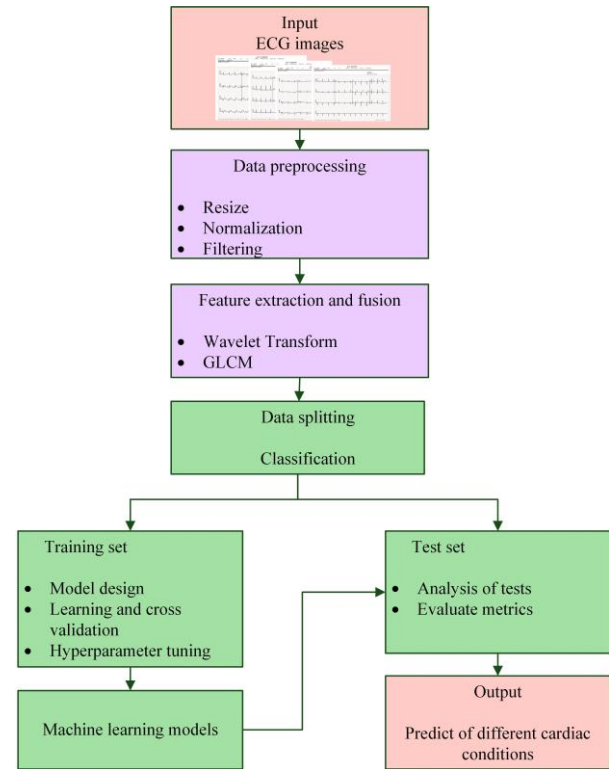 Input
ECG images
Data preprocessing
• Resize
• Normalization
• Filtering
Feature extraction and fusion
• Wavelet Transform
• GLCM
Data splitting
Classification
Training set
• Model design
• Learning and cross
validation
• Hyperparameter tuning
Machine learning models
Test set
• Analysis of tests
• Evaluate metrics
Output
Predict of different cardiac
conditions